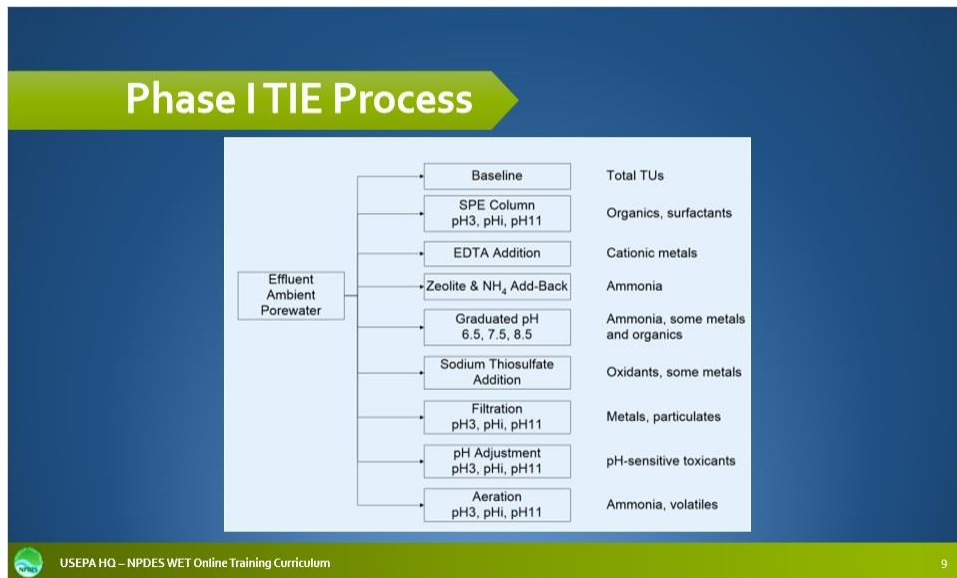 Phase I TIE Process
Effluent
Ambient
Porewater
Baseline
Total TUs
SPE Column
pH3, pHi, pH11
Organics, surfactants
EDTA Addition
Cationic metals
Zeolite & NH4 Add-Back
Ammonia
Graduated pH
6.5, 7.5, 8.5
Ammonia, some metals
and organics
Sodium Thiosulfate
Addition
Oxidants, some metals
Filtration
pH3, pHi, pH11
Metals, particulates
pH Adjustment
pH3, pHi, pH11
pH-sensitive toxicants
Aeration
pH3, pHi, pH11
Ammonia, volatiles
NPDES
USEPA HQ – NPDES WET Online Training Curriculum
9